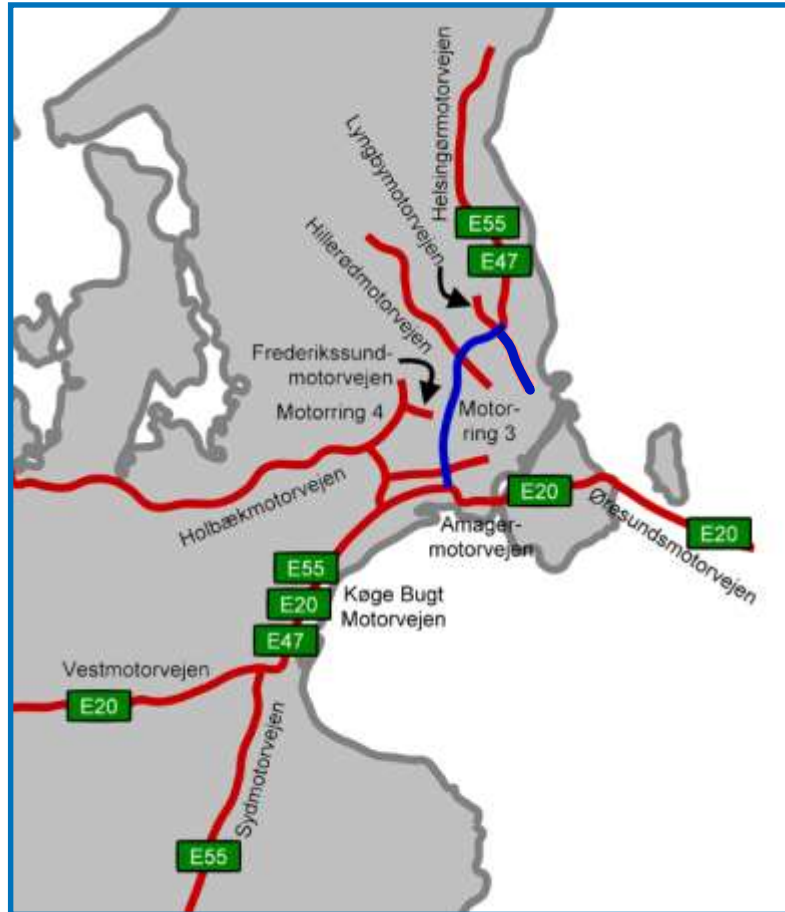 Helsingørmotorvejen
Lyngbymotorvejen
E55
E47
Hillerødmotorvejen
Frederikssund-
motorvejen
Motorring 4
Motor-
ring 3
Holbækmotorvejen
E20
Amager-
motorvejen
Øresundsmotorvejen
E20
E55
E20
E47
Køge Bugt
Motorvejen
Vestmotorvejen
E20
Sydmotorvejen
E55